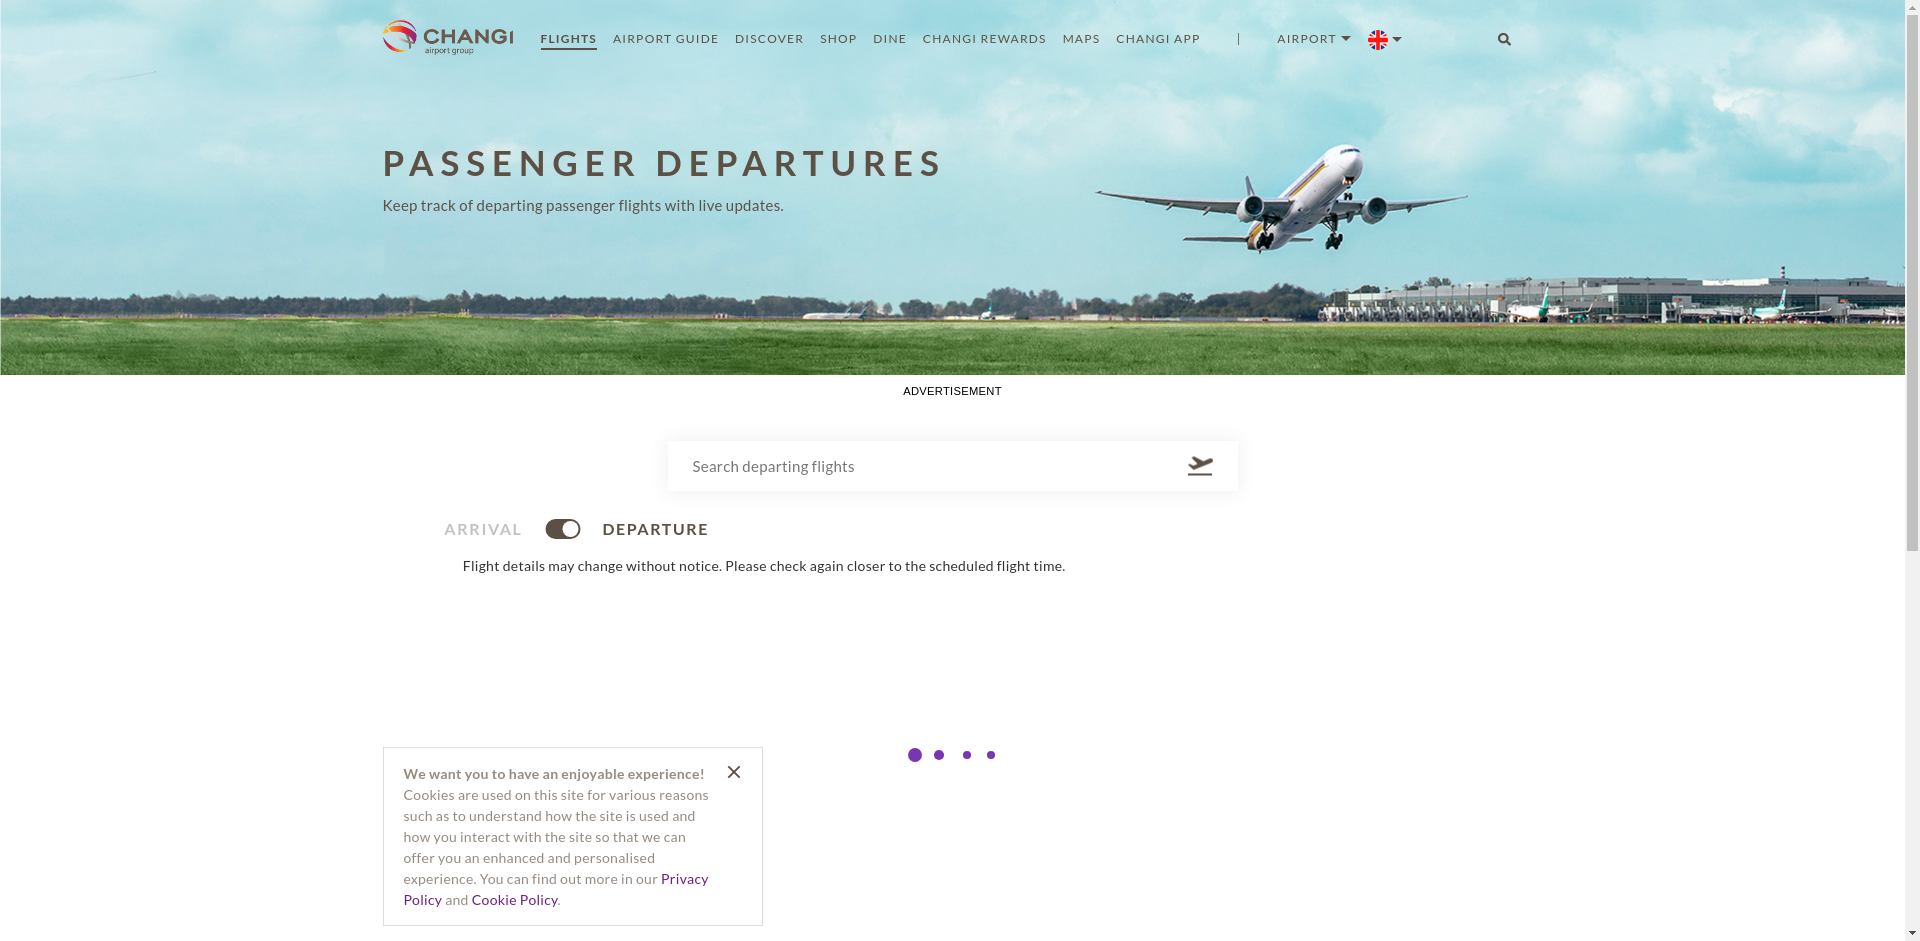 CHANGI
airport group
FLIGHTS
AIRPORT GUIDE
DISCOVER
SHOP
DINE
CHANGI REWARDS
MAPS
CHANGI APP
|
AIRPORT
PASSENGER DEPARTURES
Keep track of departing passenger flights with live updates.
ADVERTISEMENT
Search departing flights
ARRIVAL
DEPARTURE
Flight details may change without notice. Please check again closer to the scheduled flight time.
We want you to have an enjoyable experience!
Cookies are used on this site for various reasons
such as to understand how the site is used and
how you interact with the site so that we can
offer you an enhanced and personalised
experience. You can find out more in our Privacy
Policy and Cookie Policy.